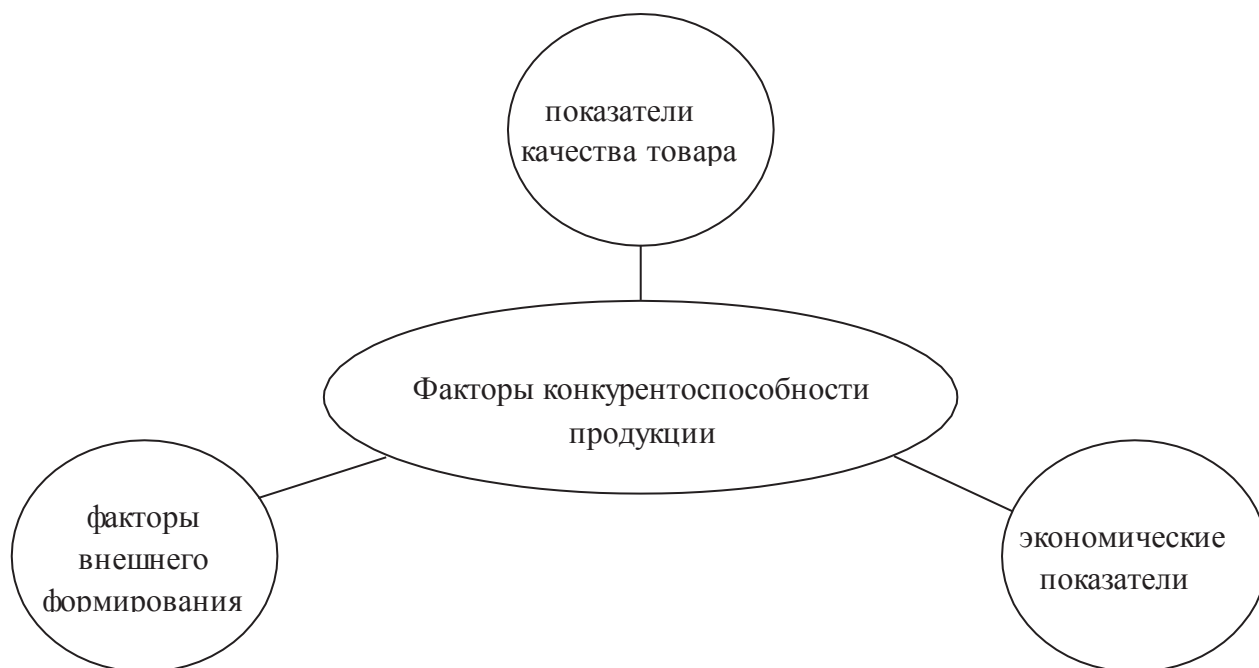 показатели
качества товара
Факторы конкурентоспособности
продукции
факторы
внешнего
формирования
экономические
показатели